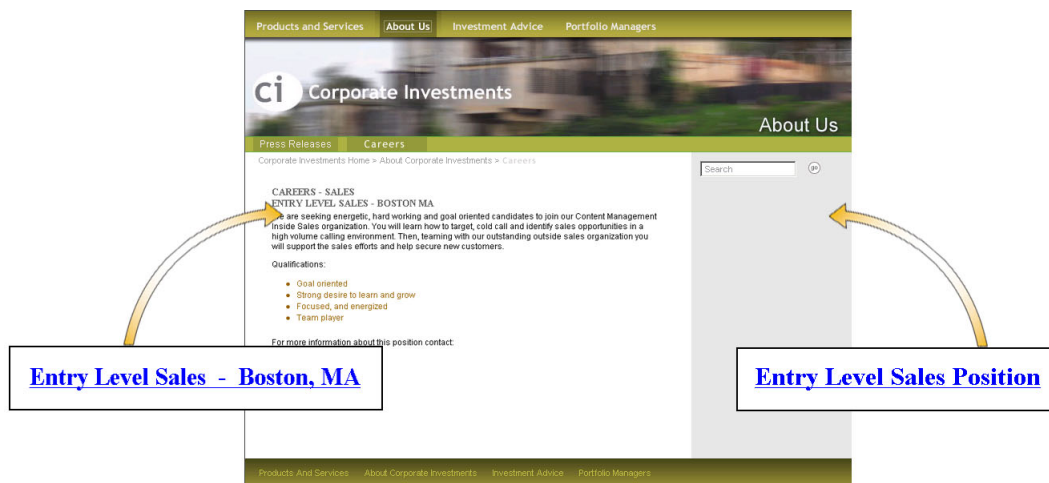 Products and Services About Us Investment Advice Portfolio Managers
ci Corporate Investments
About Us
Press Releases Careers
Corporate Investments Home > About Corporate Investments > Careers
Search go
CAREERS - SALES
ENTRY LEVEL SALES - BOSTON MA
We are seeking energetic, hard working and goal oriented candidates to join our Content Management
Inside Sales organization. You will learn how to target, cold call and identify sales opportunities in a
high volume calling environment. Then, teaming with our outstanding outside sales organization you
will support the sales efforts and help secure new customers.
Qualifications:
• Goal oriented
• Strong desire to learn and grow
• Focused, and energized
• Team player
For more information about this position contact:
Entry Level Sales - Boston, MA
Entry Level Sales Position
Products And Services About Corporate Investments Investment Advice Portfolio Managers